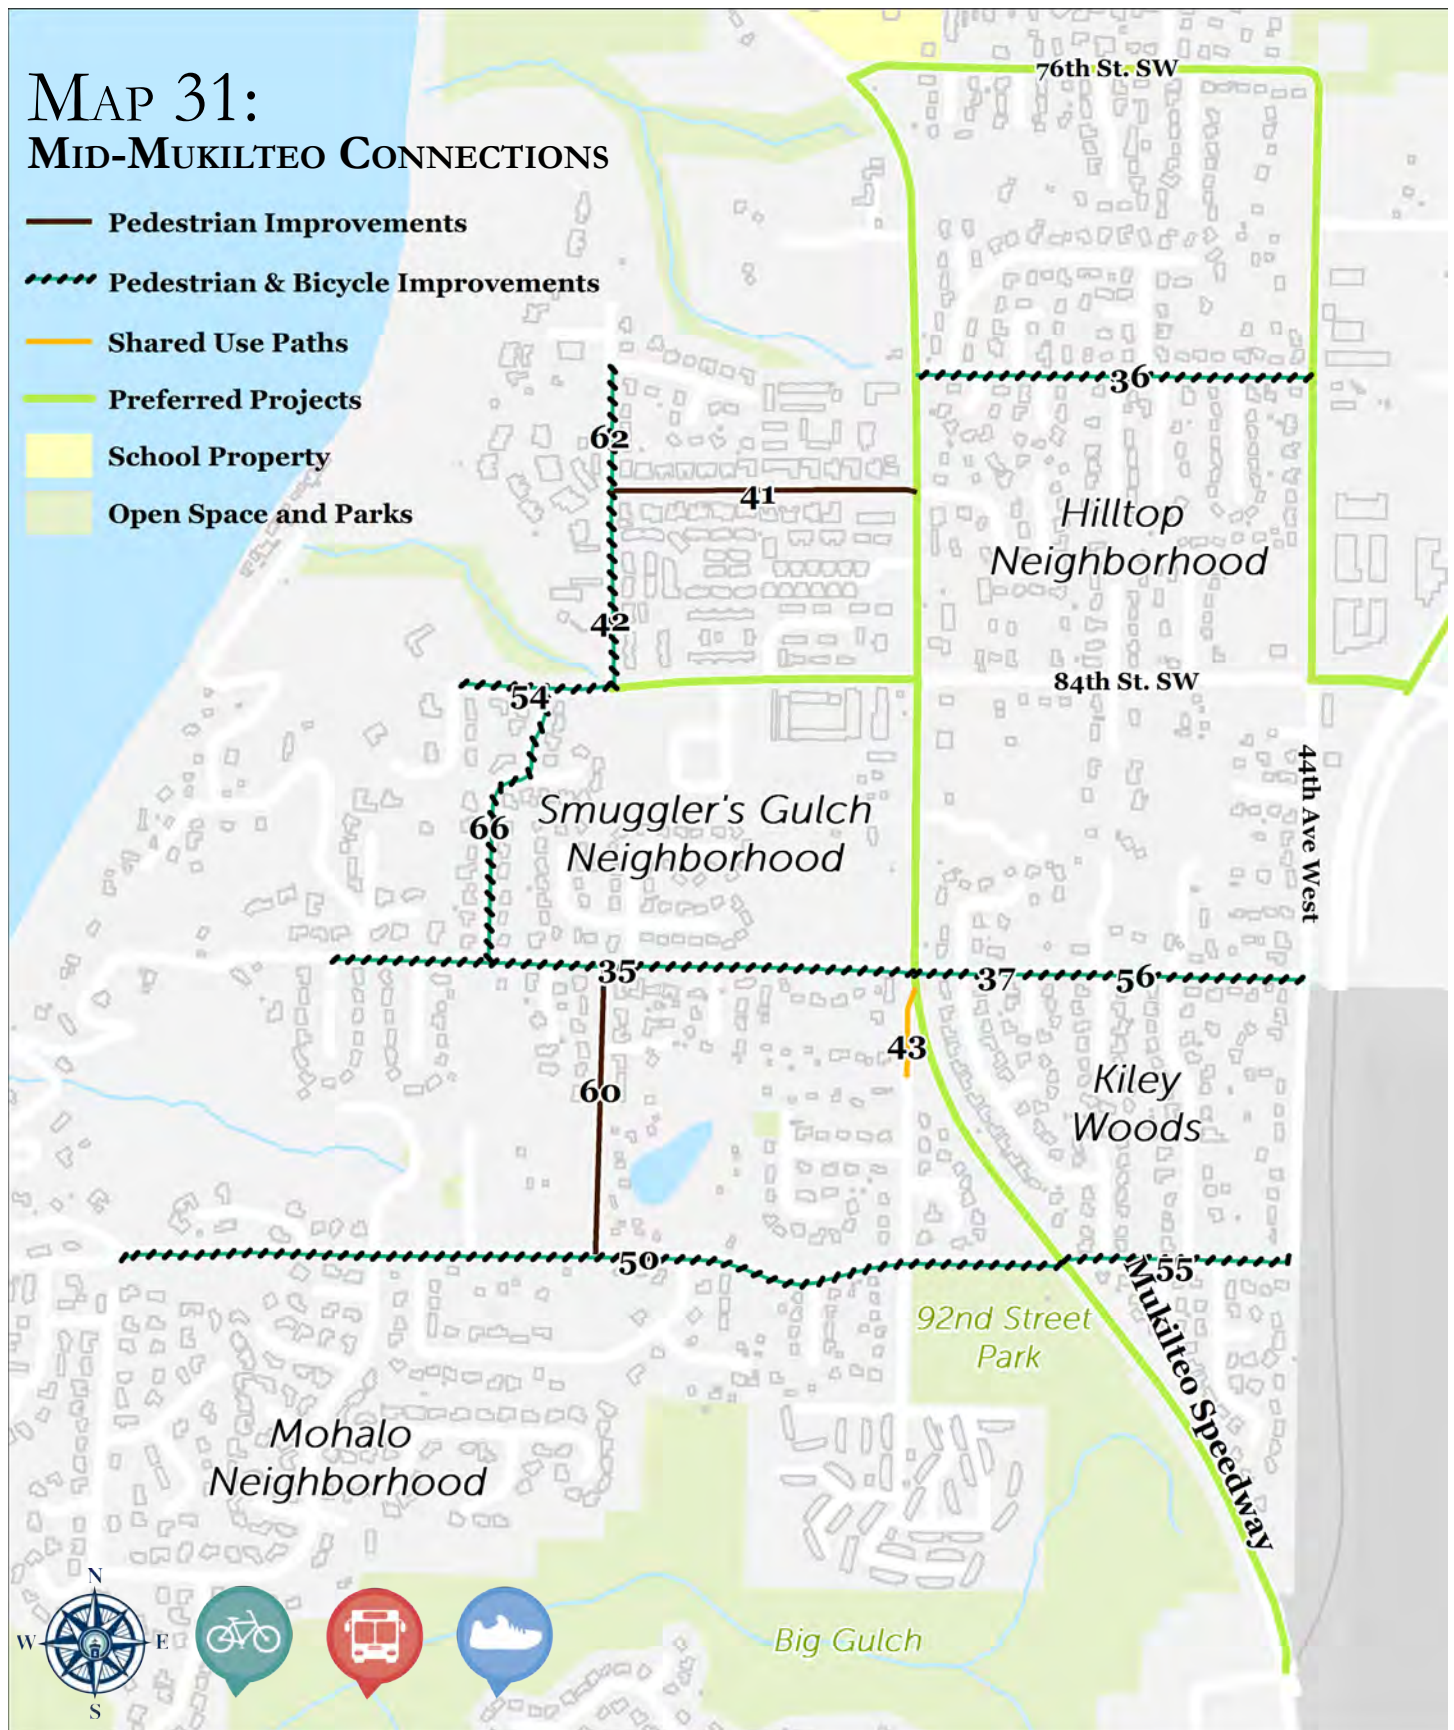 MAP 31:
MID-MUKILTEO CONNECTIONS
Pedestrian Improvements
Pedestrian & Bicycle Improvements
Shared Use Paths
Preferred Projects
School Property
Open Space and Parks
76th St. SW
36
62
41
Hilltop
Neighborhood
42
54
84th St. SW
44th Ave West
66
Smuggler's Gulch
Neighborhood
35
37
56
43
60
Kiley
Woods
50
55
Mukilteo Speedway
92nd Street
Park
Mohalo
Neighborhood
Big Gulch
N
W
E
S